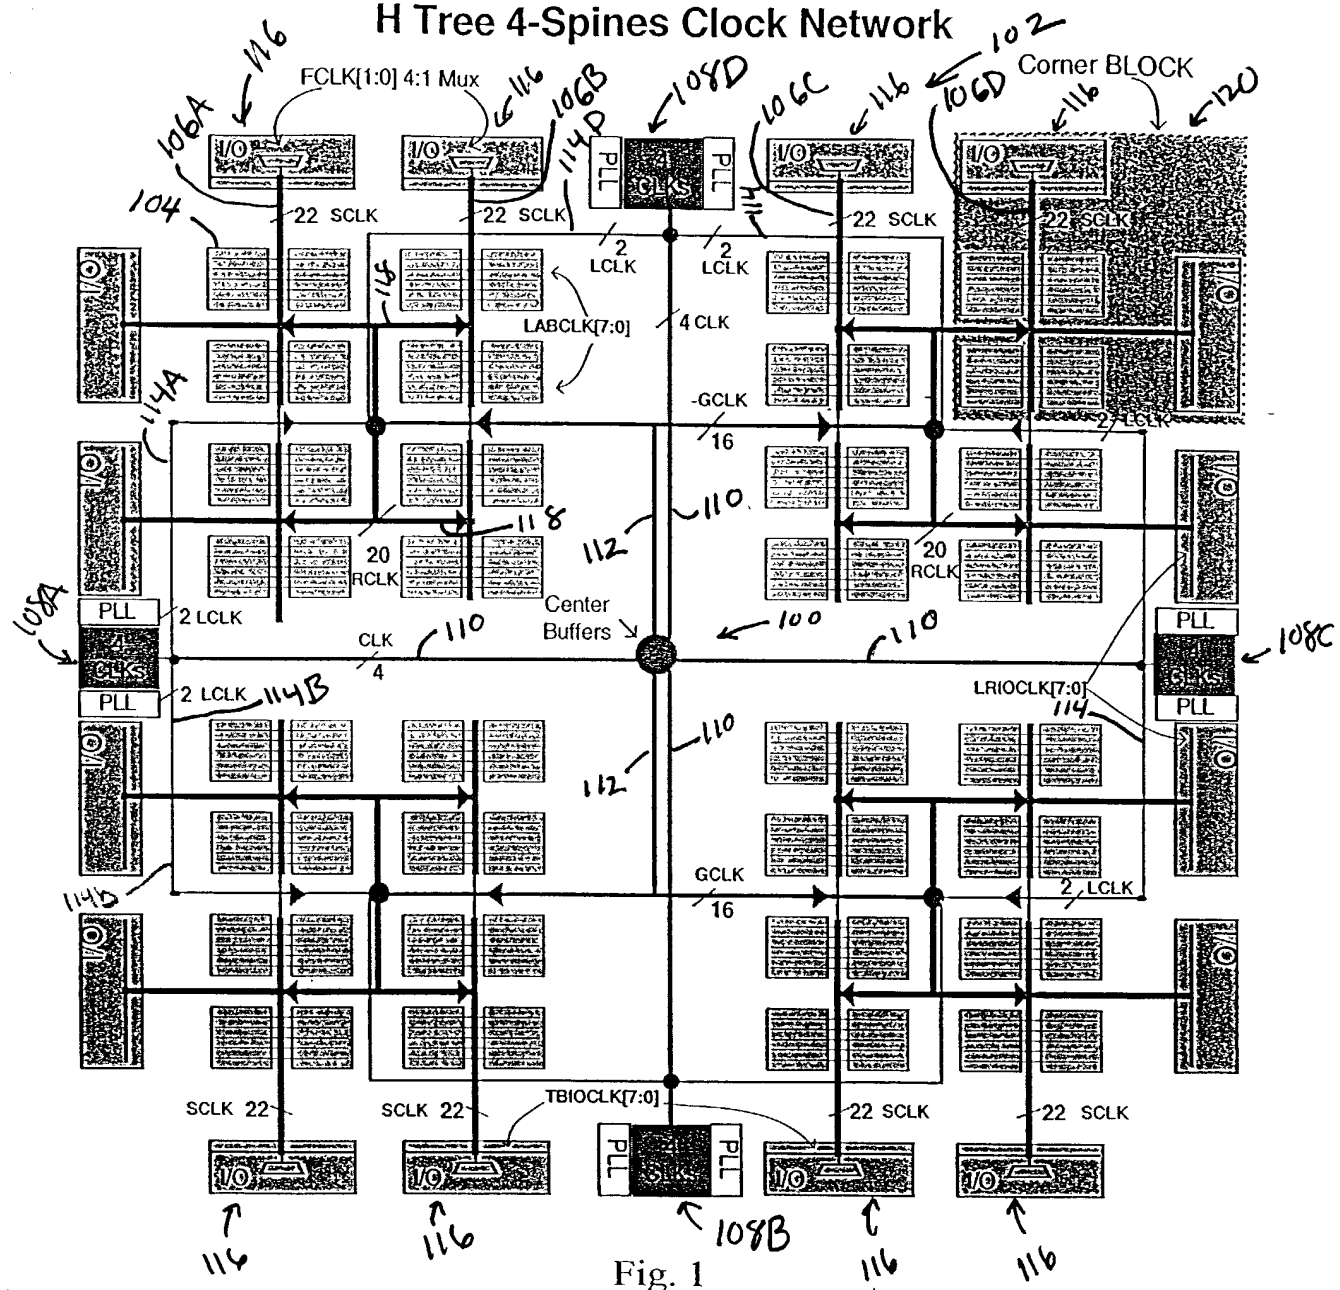 H Tree 4-Spines Clock Network
116
FCLK[1:0] 4:1 Mux
116
106B
108D
102
Corner BLOCK
106A
114D
106C
116
106D
116
120
I/O
I/O
PLL
4
CLKS
PLL
I/O
I/O
104
22 SCLK
22 SCLK
114
22 SCLK
22 SCLK
2
LCLK
2
LCLK
I/O
118
LABCLK[7:0]
4 CLK
I/O
114A
GCLK
16
2 LCLK
I/O
110
I/O
118
112
20
RCLK
20
RCLK
108A
PLL
2 LCLK
Center
Buffers
100
110
PLL
4
CLKS
CLK
4
110
4
CLKS
108C
PLL
2 LCLK
114B
LRIOCLK[7:0]
114
PLL
I/O
110
I/O
112
114B
GCLK
16
2 LCLK
I/O
I/O
SCLK 22
SCLK 22
TBIOCLK[7:0]
22 SCLK
22 SCLK
I/O
I/O
PLL
4
CLKS
PLL
I/O
I/O
116
116
108B
116
116
Fig. 1